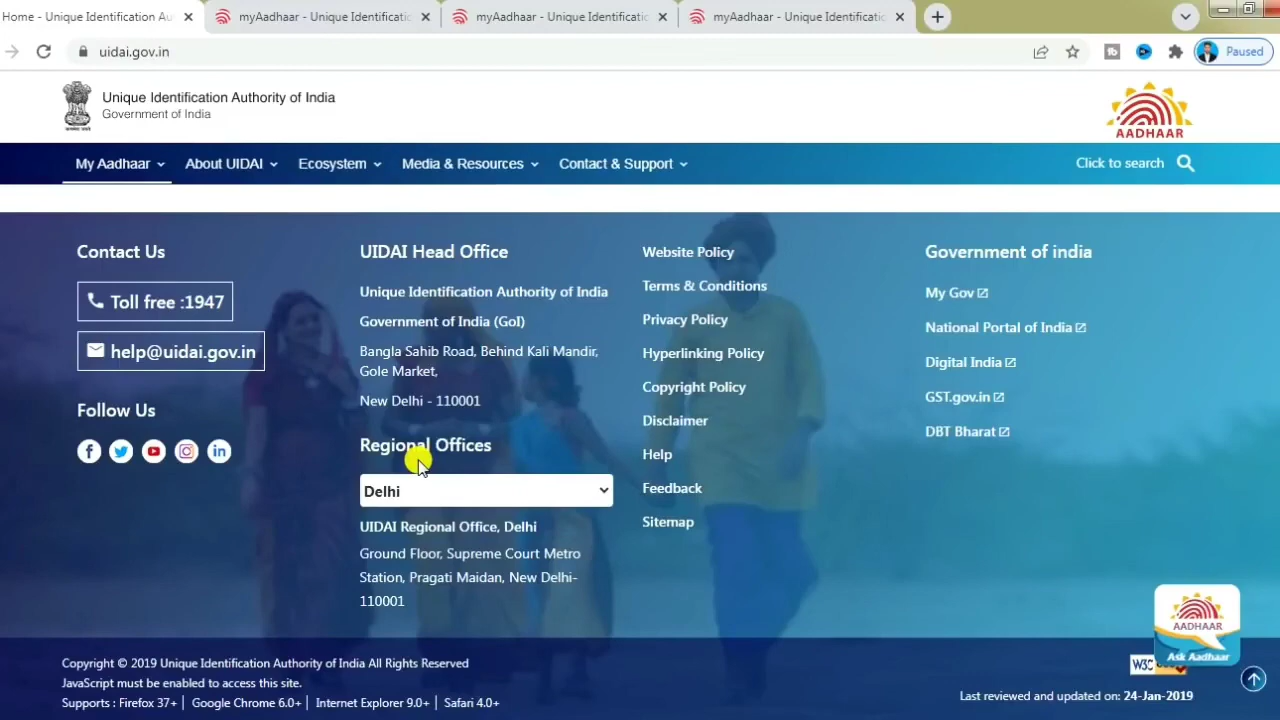 Home - Unique Identification Au
myAadhaar - Unique Identificatic
myAadhaar - Unique Identificatic
myAadhaar - Unique Identificatic
uidai.gov.in
Paused
Unique Identification Authority of India
Government of India
AADHAAR
My Aadhaar
About UIDAI
Ecosystem
Media & Resources
Contact & Support
Click to search
Contact Us
Toll free :1947
help@uidai.gov.in
Follow Us
UIDAI Head Office
Unique Identification Authority of India
Government of India (GoI)
Bangla Sahib Road, Behind Kali Mandir,
Gole Market,
New Delhi - 110001
Regional Offices
Delhi
UIDAI Regional Office, Delhi
Ground Floor, Supreme Court Metro
Station, Pragati Maidan, New Delhi-
110001
Website Policy
Terms & Conditions
Privacy Policy
Hyperlinking Policy
Copyright Policy
Disclaimer
Help
Feedback
Sitemap
Government of india
My Gov
National Portal of India
Digital India
GST.gov.in
DBT Bharat
AADHAAR
Ask Aadhaar
W3C
Copyright © 2019 Unique Identification Authority of India All Rights Reserved
JavaScript must be enabled to access this site.
Supports : Firefox 37+ | Google Chrome 6.0+ | Internet Explorer 9.0+ | Safari 4.0+
Last reviewed and updated on: 24-Jan-2019